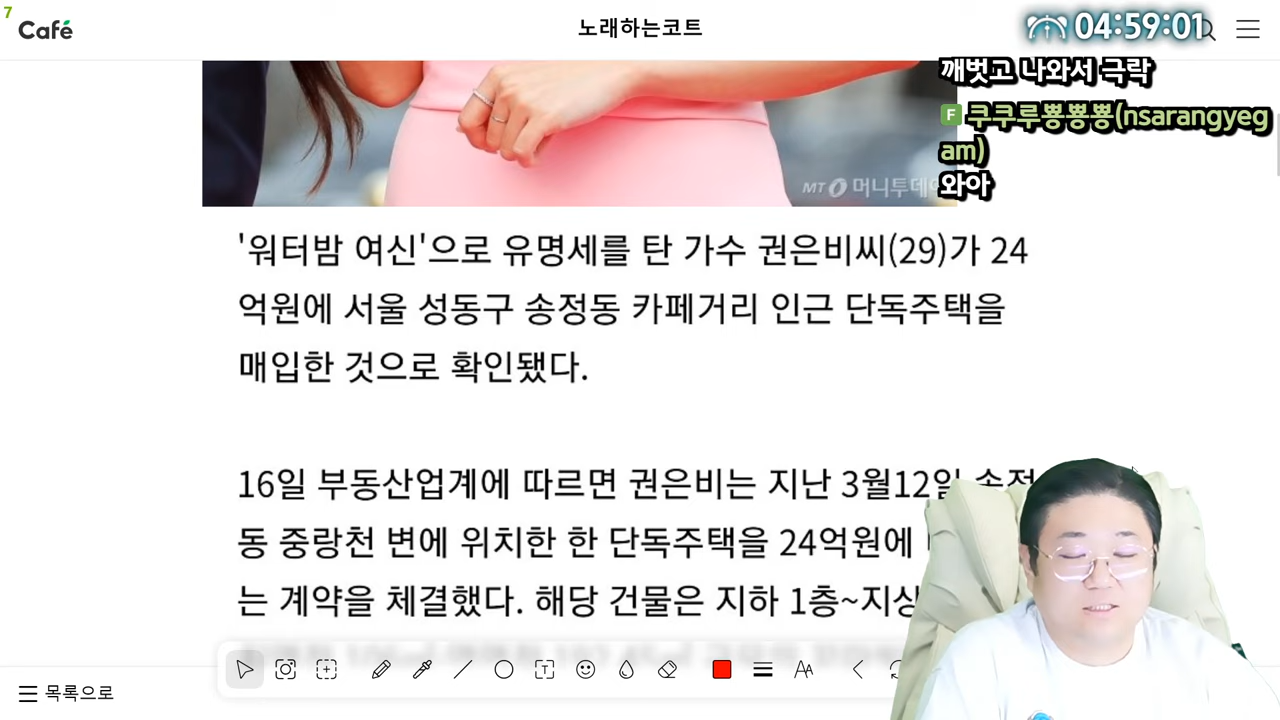 7
Café
노래하는코트
04:59:01
깨벗고 나와서 극락
F 쿠쿠루뽕뽕뽕(nsarangyeg
am)
와아
MT 머니투데
'워터밤 여신'으로 유명세를 탄 가수 권은비씨(29)가 24
억원에 서울 성동구 송정동 카페거리 인근 단독주택을
매입한 것으로 확인됐다.
16일 부동산업계에 따르면 권은비는 지난 3월12일 송정
동 중랑천 변에 위치한 한 단독주택을 24억원에
는 계약을 체결했다. 해당 건물은 지하 1층~지상
목록으로